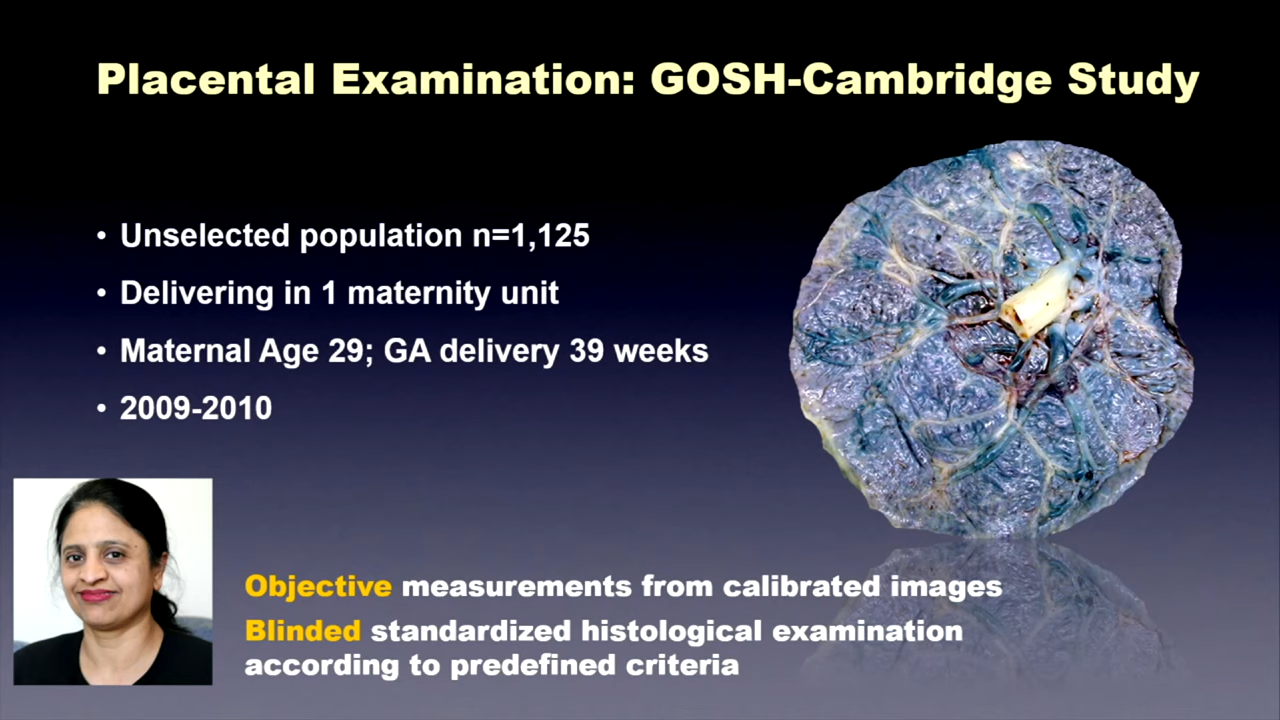 Placental Examination: GOSH-Cambridge Study
• Unselected population n=1,125
• Delivering in 1 maternity unit
• Maternal Age 29; GA delivery 39 weeks
• 2009-2010
Objective measurements from calibrated images
Blinded standardized histological examination
according to predefined criteria